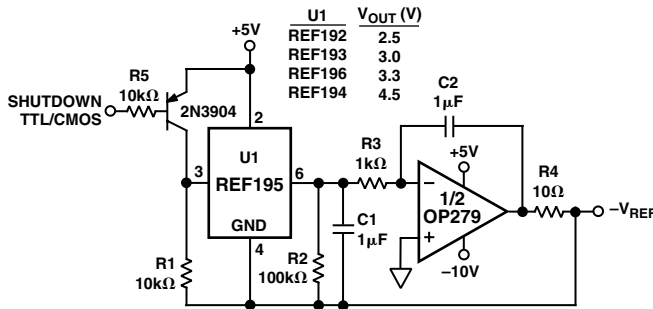 U1 VOUT (V)
REF192 2.5
REF193 3.0
REF196 3.3
REF194 4.5
+5V
R5
10kΩ
SHUTDOWN
TTL/CMOS
2N3904
2
U1
3
REF195
6
GND
4
R1
10kΩ
R2
100kΩ
C1
1μF
R3
1kΩ
C2
1μF
+5V
–
1/2
OP279
+
–10V
R4
10Ω
–VREF